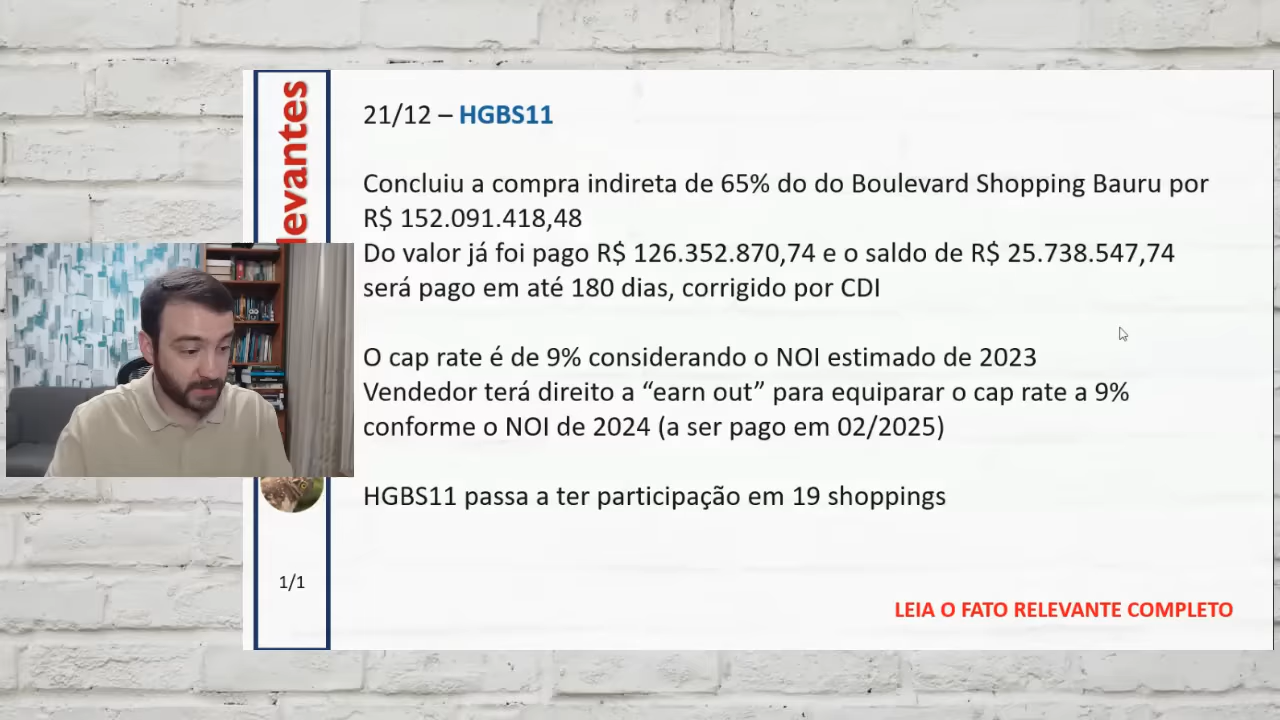 levantes
21/12 – HGBS11
Concluiu a compra indireta de 65% do do Boulevard Shopping Bauru por
R$ 152.091.418,48
Do valor já foi pago R$ 126.352.870,74 e o saldo de R$ 25.738.547,74
será pago em até 180 dias, corrigido por CDI
O cap rate é de 9% considerando o NOI estimado de 2023
Vendedor terá direito a “earn out” para equiparar o cap rate a 9%
conforme o NOI de 2024 (a ser pago em 02/2025)
HGBS11 passa a ter participação em 19 shoppings
1/1
LEIA O FATO RELEVANTE COMPLETO